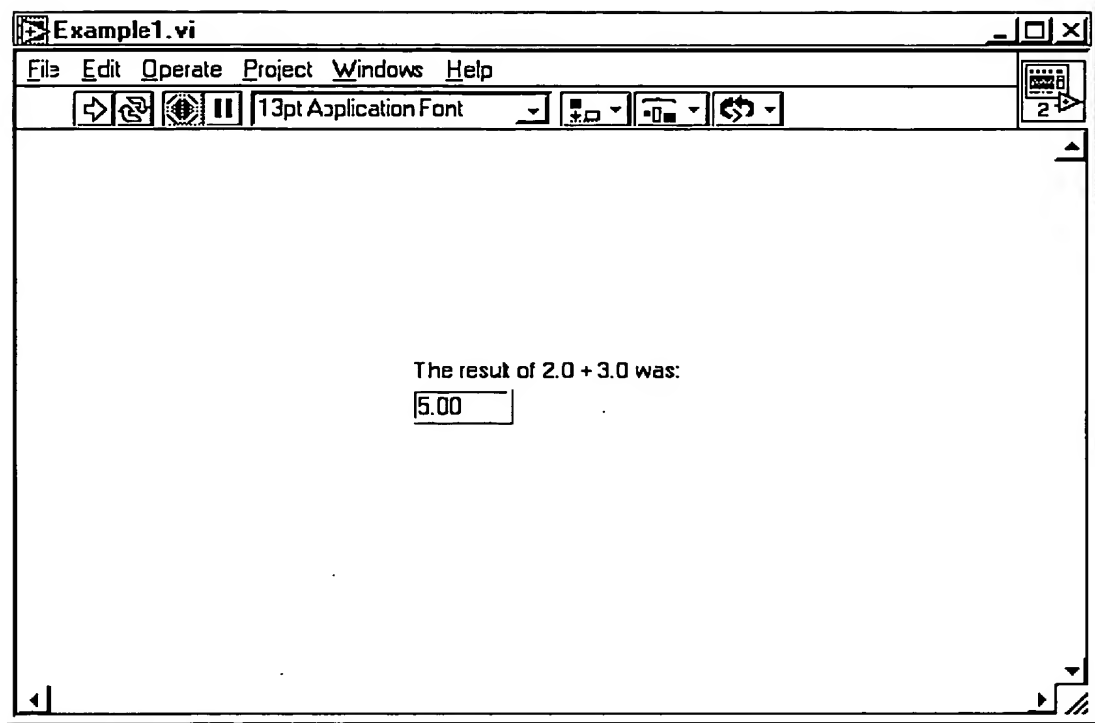 Example1.vi
File Edit Operate Project Windows Help
13pt Application Font
2
The result of 2.0 + 3.0 was:
5.00